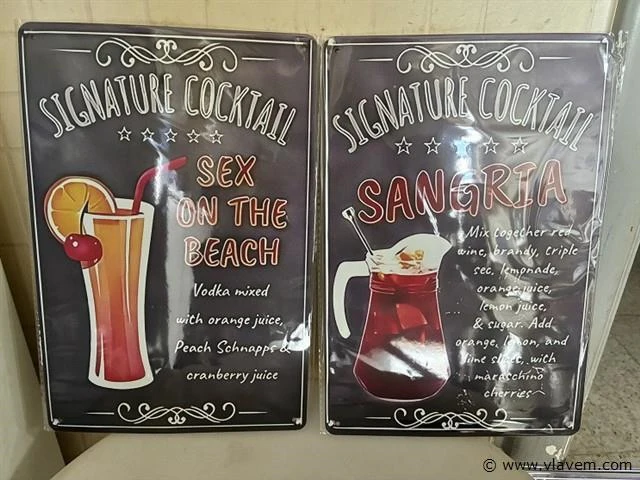 SIGNATURE COCKTAIL
SEX
ON THE
BEACH
Vodka mixed
with orange juice,
Peach Schnapps &
cranberry juice
SIGNATURE COCKTAIL
SANGRIA
Mix together red
wine, brandy, triple
sec, lemonade,
orange juice,
lemon juice,
& sugar. Add
orange, lemon, and
lime slices, with
maraschino
cherries
© www.vlavem.com